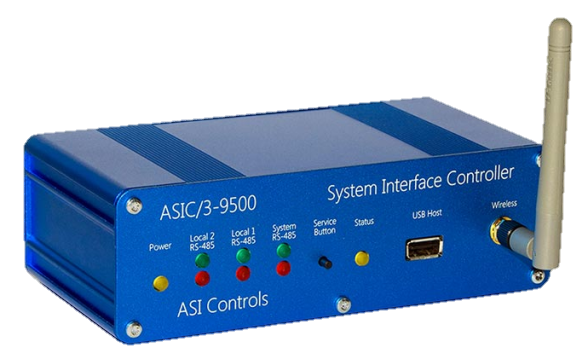 ASIC/3-9500
System Interface Controller
Power
Local 2
RS-485
Local 1
RS-485
System
RS-485
Service
Button
Status
USB Host
Wireless
ASI Controls